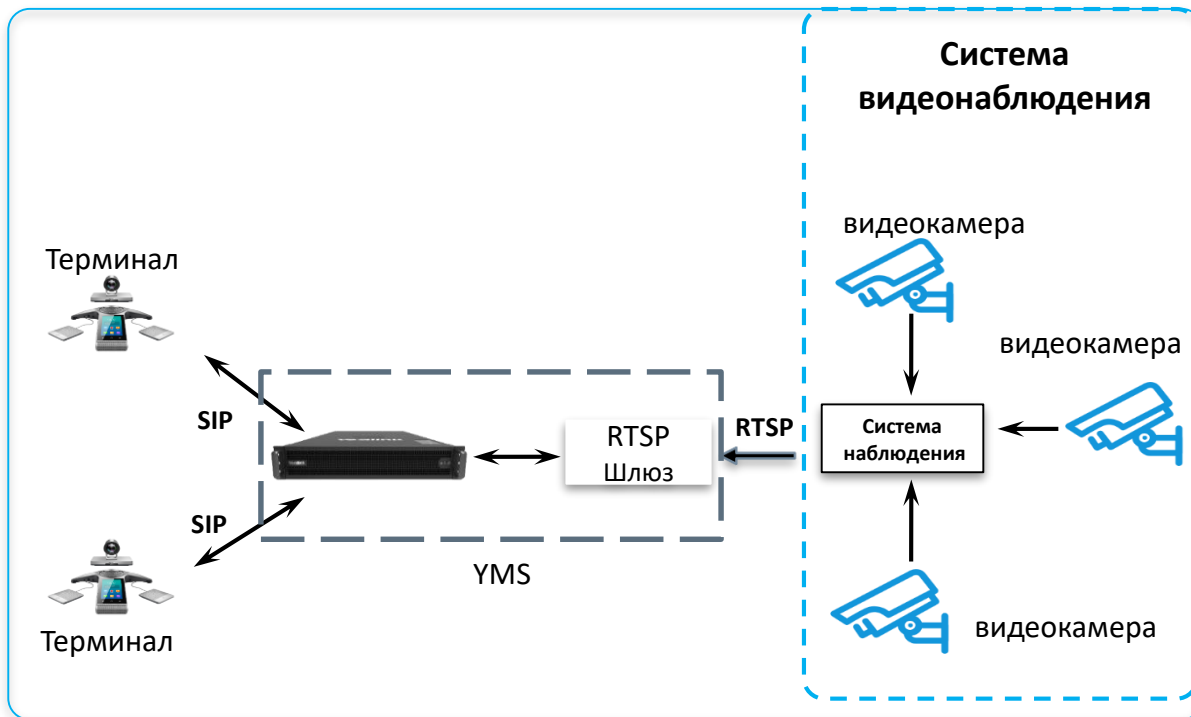 Система
видеонаблюдения
видеокамера
Терминал
видеокамера
SIP
RTSP
Шлюз
RTSP
Система
наблюдения
SIP
YMS
видеокамера
Терминал